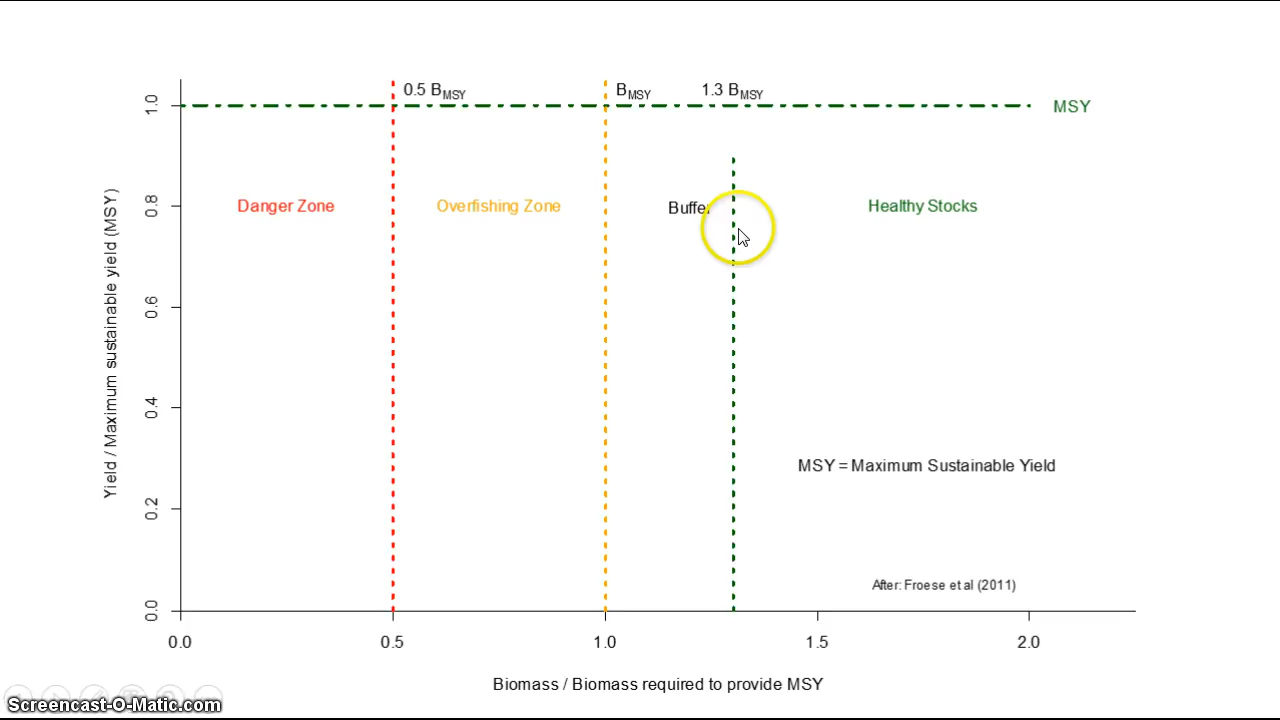 0.5 BMSY
BMSY
1.3 BMSY
MSY
1.0
0.8
0.6
0.4
0.2
0.0
Yield / Maximum sustainable yield (MSY)
Danger Zone
Overfishing Zone
Buffer
Healthy Stocks
MSY = Maximum Sustainable Yield
After: Froese et al (2011)
0.0
0.5
1.0
1.5
2.0
Biomass / Biomass required to provide MSY
Screencast-O-Matic.com